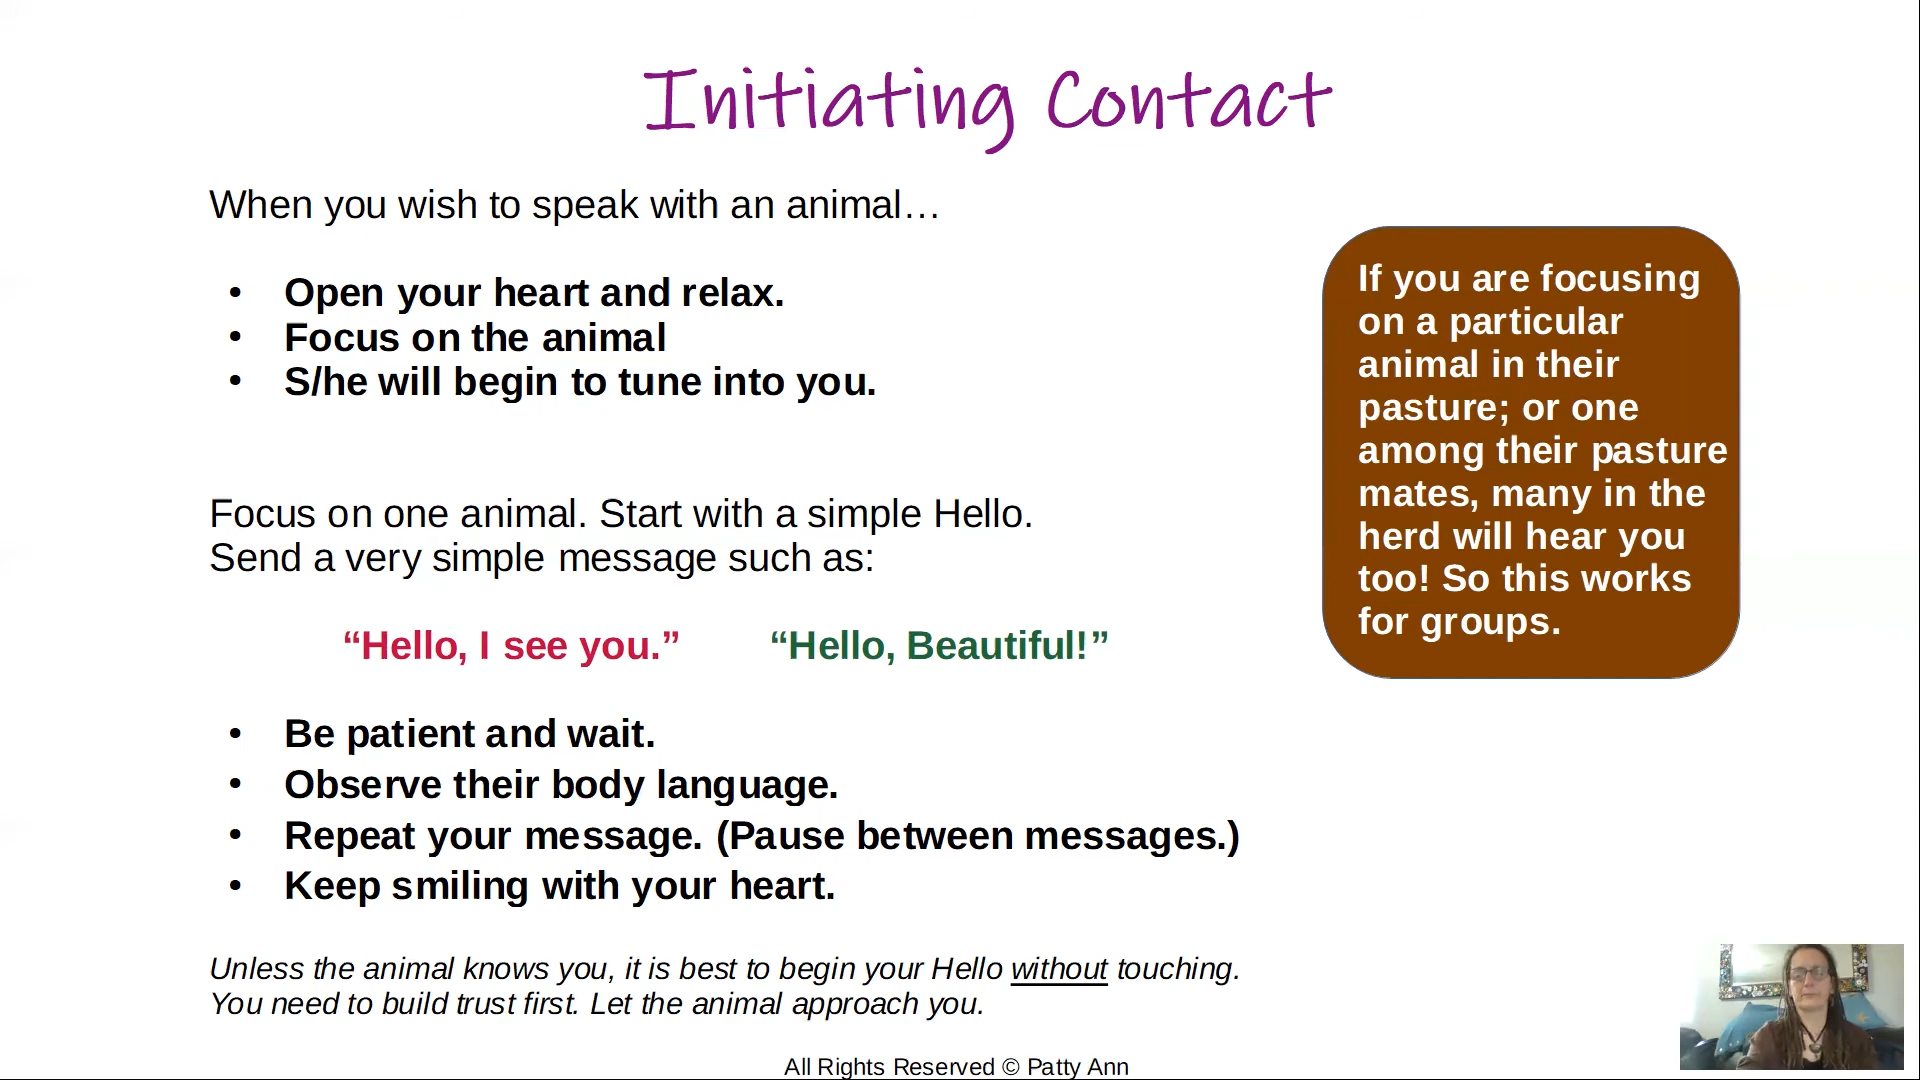 Initiating Contact
When you wish to speak with an animal…
• Open your heart and relax.
• Focus on the animal
• S/he will begin to tune into you.
Focus on one animal. Start with a simple Hello.
Send a very simple message such as:
“Hello, I see you.” “Hello, Beautiful!”
• Be patient and wait.
• Observe their body language.
• Repeat your message. (Pause between messages.)
• Keep smiling with your heart.
Unless the animal knows you, it is best to begin your Hello without touching.
You need to build trust first. Let the animal approach you.
If you are focusing
on a particular
animal in their
pasture; or one
among their pasture
mates, many in the
herd will hear you
too! So this works
for groups.
All Rights Reserved © Patty Ann